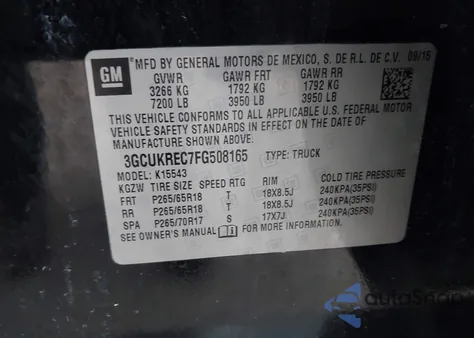 GM
MFD BY GENERAL MOTORS DE MEXICO, S. DE R.L. DE C.V. 09/15
GVWR GAWR FRT GAWR RR
3266 KG 1792 KG 1792 KG
7200 LB 3950 LB 3950 LB
THIS VEHICLE CONFORMS TO ALL APPLICABLE U.S. FEDERAL MOTOR
VEHICLE SAFETY STANDARDS IN EFFECT ON THE DATE OF
MANUFACTURE SHOWN ABOVE.
3GCUKREC7FG508165 TYPE: TRUCK
MODEL: K15543
KGZW TIRE SIZE SPEED RTG RIM COLD TIRE PRESSURE
FRT P265/65R18 T 18X8.5J 240KPA(35PSI)
RR P265/65R18 T 18X8.5J 240KPA(35PSI)
SPA P265/70R17 S 17X7J 240KPA(35PSI)
SEE OWNER'S MANUAL FOR MORE INFORMATION.